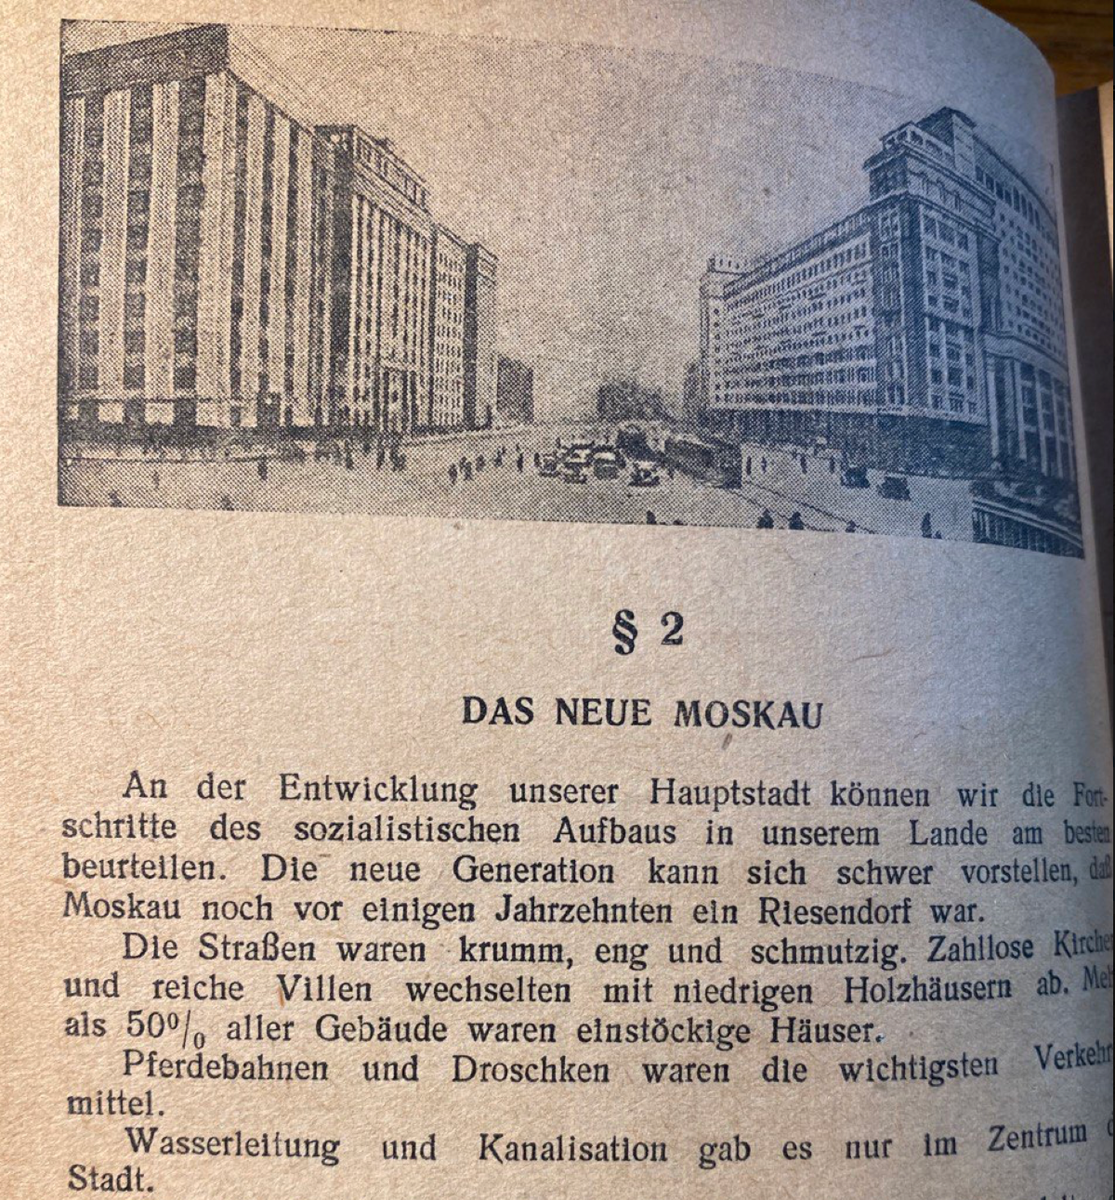 § 2
DAS NEUE MOSKAU
An der Entwicklung unserer Hauptstadt können wir die Fort-
schritte des sozialistischen Aufbaus in unserem Lande am besten
beurteilen. Die neue Generation kann sich schwer vorstellen, daß
Moskau noch vor einigen Jahrzehnten ein Riesendorf war.
Die Straßen waren krumm, eng und schmutzig. Zahllose Kirche
und reiche Villen wechselten mit niedrigen Holzhäusern ab. Me
als 50% aller Gebäude waren einstöckige Häuser.
Pferdebahnen und Droschken waren die wichtigsten Verkehr
mittel.
Wasserleitung und Kanalisation gab es nur im Zentrum
Stadt.